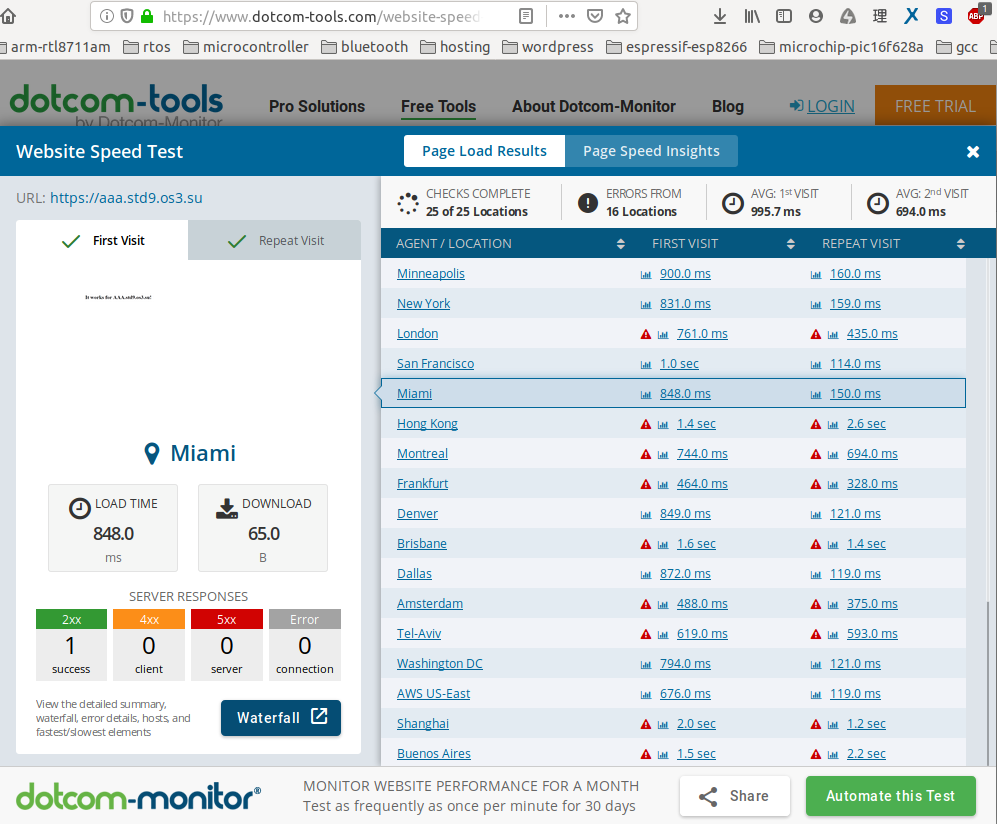 https://www.dotcom-tools.com/website-speed
ABP
1
理
X
S
arm-rtl8711am
rtos
microcontroller
bluetooth
hosting
wordpress
espressif-esp8266
microchip-pic16f628a
gcc
dotcom-tools
by Dotcom-Monitor
Pro Solutions
Free Tools
About Dotcom-Monitor
Blog
LOGIN
FREE TRIAL
Website Speed Test
Page Load Results
Page Speed Insights
URL: https://aaa.std9.os3.su
CHECKS COMPLETE
25 of 25 Locations
ERRORS FROM
16 Locations
AVG: 1st VISIT
995.7 ms
AVG: 2nd VISIT
694.0 ms
First Visit
Repeat Visit
It works for AAA.std9.os3.su!
Miami
LOAD TIME
848.0
ms
DOWNLOAD
65.0
B
SERVER RESPONSES
2xx 4xx 5xx Error
1 0 0 0
success client server connection
View the detailed summary,
waterfall, error details, hosts, and
fastest/slowest elements
Waterfall
AGENT / LOCATION FIRST VISIT REPEAT VISIT
Minneapolis 900.0 ms 160.0 ms
New York 831.0 ms 159.0 ms
London 761.0 ms 435.0 ms
San Francisco 1.0 sec 114.0 ms
Miami 848.0 ms 150.0 ms
Hong Kong 1.4 sec 2.6 sec
Montreal 744.0 ms 694.0 ms
Frankfurt 464.0 ms 328.0 ms
Denver 849.0 ms 121.0 ms
Brisbane 1.6 sec 1.4 sec
Dallas 872.0 ms 119.0 ms
Amsterdam 488.0 ms 375.0 ms
Tel-Aviv 619.0 ms 593.0 ms
Washington DC 794.0 ms 121.0 ms
AWS US-East 676.0 ms 119.0 ms
Shanghai 2.0 sec 1.2 sec
Buenos Aires 1.5 sec 2.2 sec
dotcom-monitor®
MONITOR WEBSITE PERFORMANCE FOR A MONTH
Test as frequently as once per minute for 30 days
Share
Automate this Test